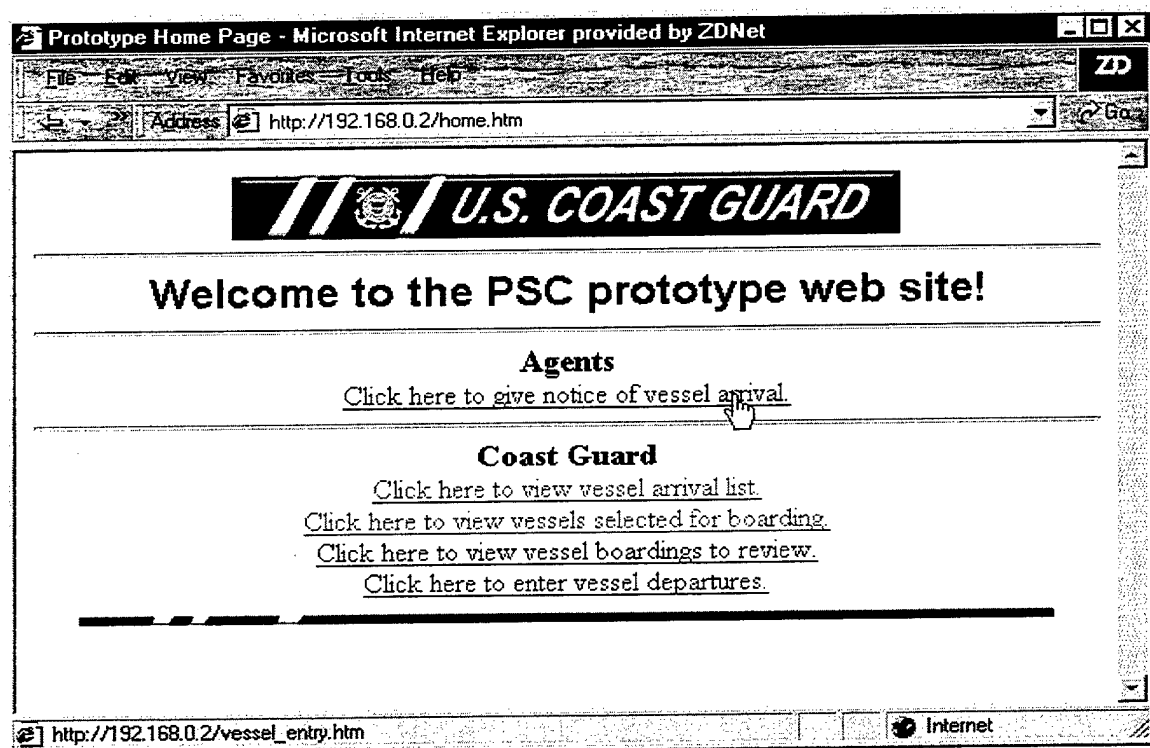 Prototype Home Page - Microsoft Internet Explorer provided by ZDNet
File Edit View Favorites Tools Help
ZD
Address http://192.168.0.2/home.htm Go
U.S. COAST GUARD
Welcome to the PSC prototype web site!
Agents
Click here to give notice of vessel arrival.
Coast Guard
Click here to view vessel arrival list.
Click here to view vessels selected for boarding.
Click here to view vessel boardings to review.
Click here to enter vessel departures.
http://192.168.0.2/vessel_entry.htm Internet